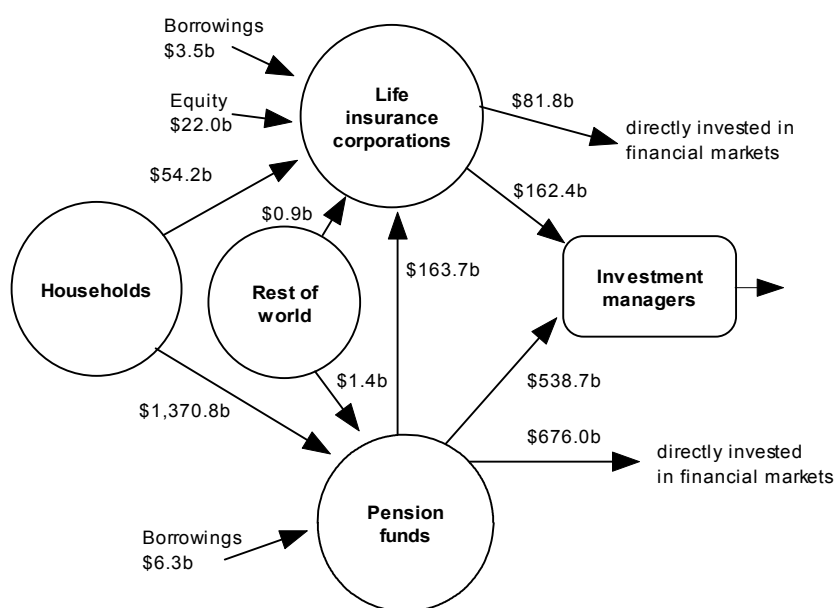 Borrowings
$3.5b
Equity
$22.0b
$54.2b
Life
insurance
corporations
$81.8b
directly invested in
financial markets
$162.4b
$0.9b
Households
Rest of
world
$163.7b
Investment
managers
$1.4b
$1,370.8b
$538.7b
$676.0b
directly invested
in financial markets
Pension
funds
Borrowings
$6.3b